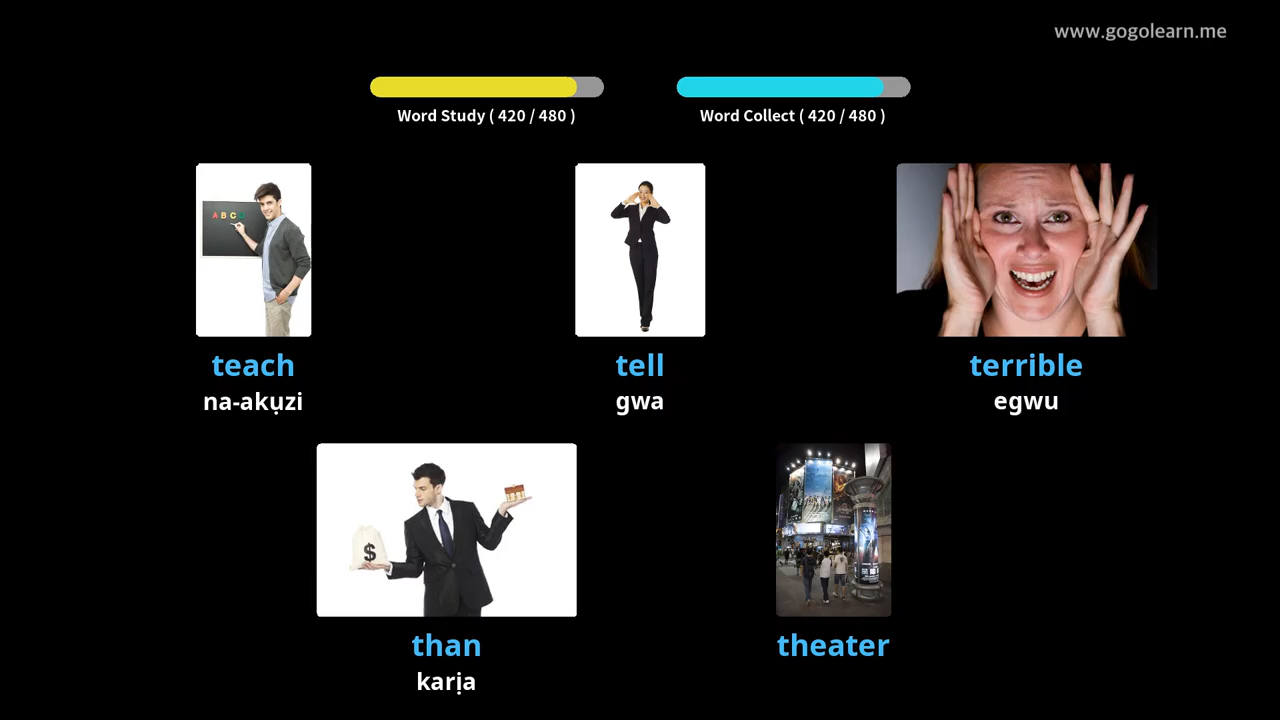 www.gogolearn.me
Word Study ( 420 / 480 )
Word Collect ( 420 / 480 )
A B C D
teach
na-akụzi
tell
gwa
terrible
egwu
$
than
karịa
theater